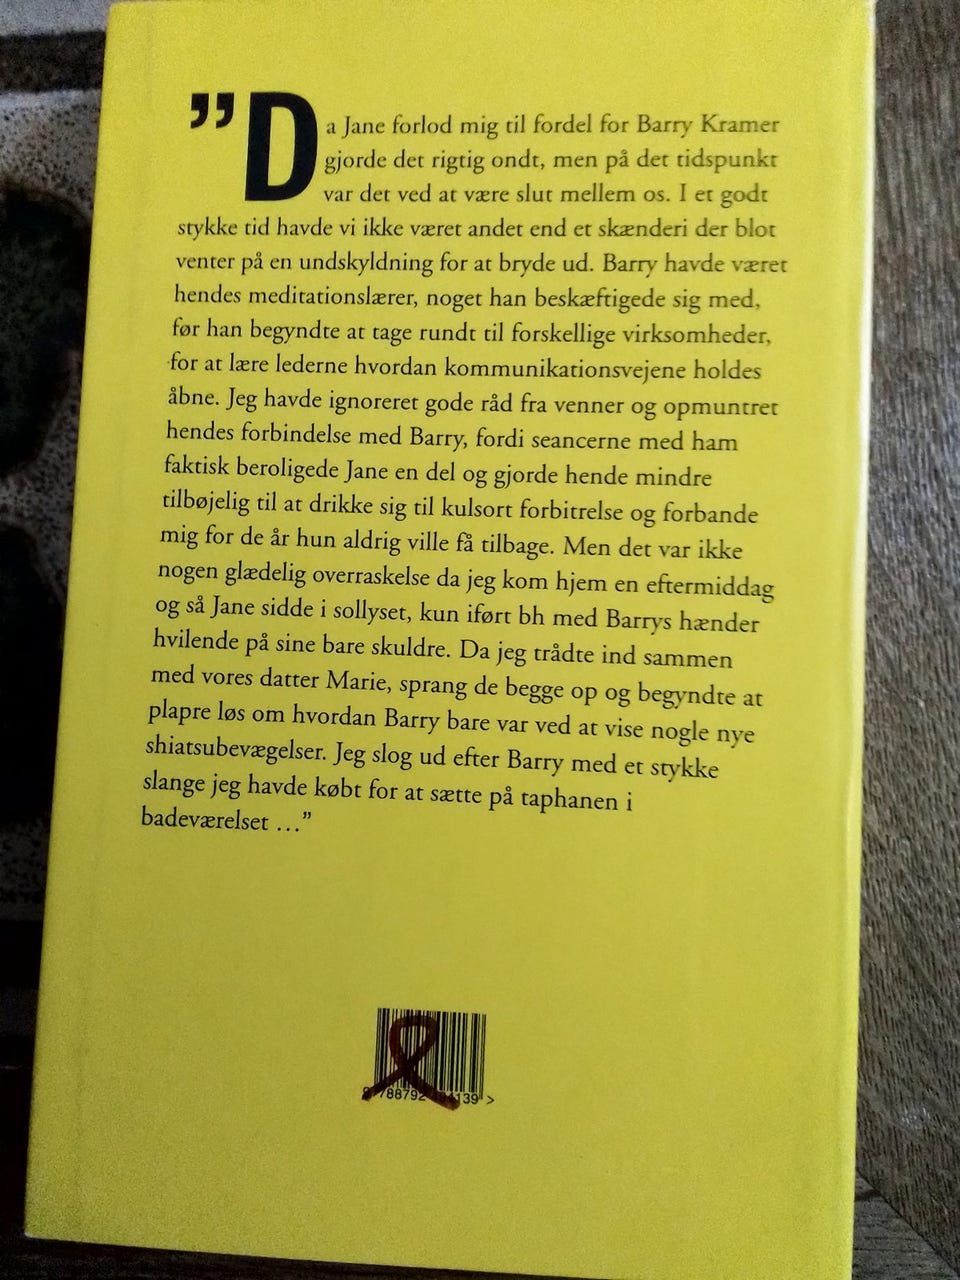 ”Da Jane forlod mig til fordel for Barry Kramer
gjorde det rigtig ondt, men på det tidspunkt
var det ved at være slut mellem os. I et godt
stykke tid havde vi ikke været andet end et skænderi der blot
venter på en undskyldning for at bryde ud. Barry havde været
hendes meditationslærer, noget han beskæftigede sig med,
før han begyndte at tage rundt til forskellige virksomheder,
for at lære lederne hvordan kommunikationsvejene holdes
åbne. Jeg havde ignoreret gode råd fra venner og opmuntret
hendes forbindelse med Barry, fordi seancerne med ham
faktisk beroligede Jane en del og gjorde hende mindre
tilbøjelig til at drikke sig til kulsort forbitrelse og forbande
mig for de år hun aldrig ville få tilbage. Men det var ikke
nogen glædelig overraskelse da jeg kom hjem en eftermiddag
og så Jane sidde i sollyset, kun iført bh med Barrys hænder
hvilende på sine bare skuldre. Da jeg trådte ind sammen
med vores datter Marie, sprang de begge op og begyndte at
plapre løs om hvordan Barry bare var ved at vise nogle nye
shiatsubevægelser. Jeg slog ud efter Barry med et stykke
slange jeg havde købt for at sætte på taphanen i
badeværelset ...”